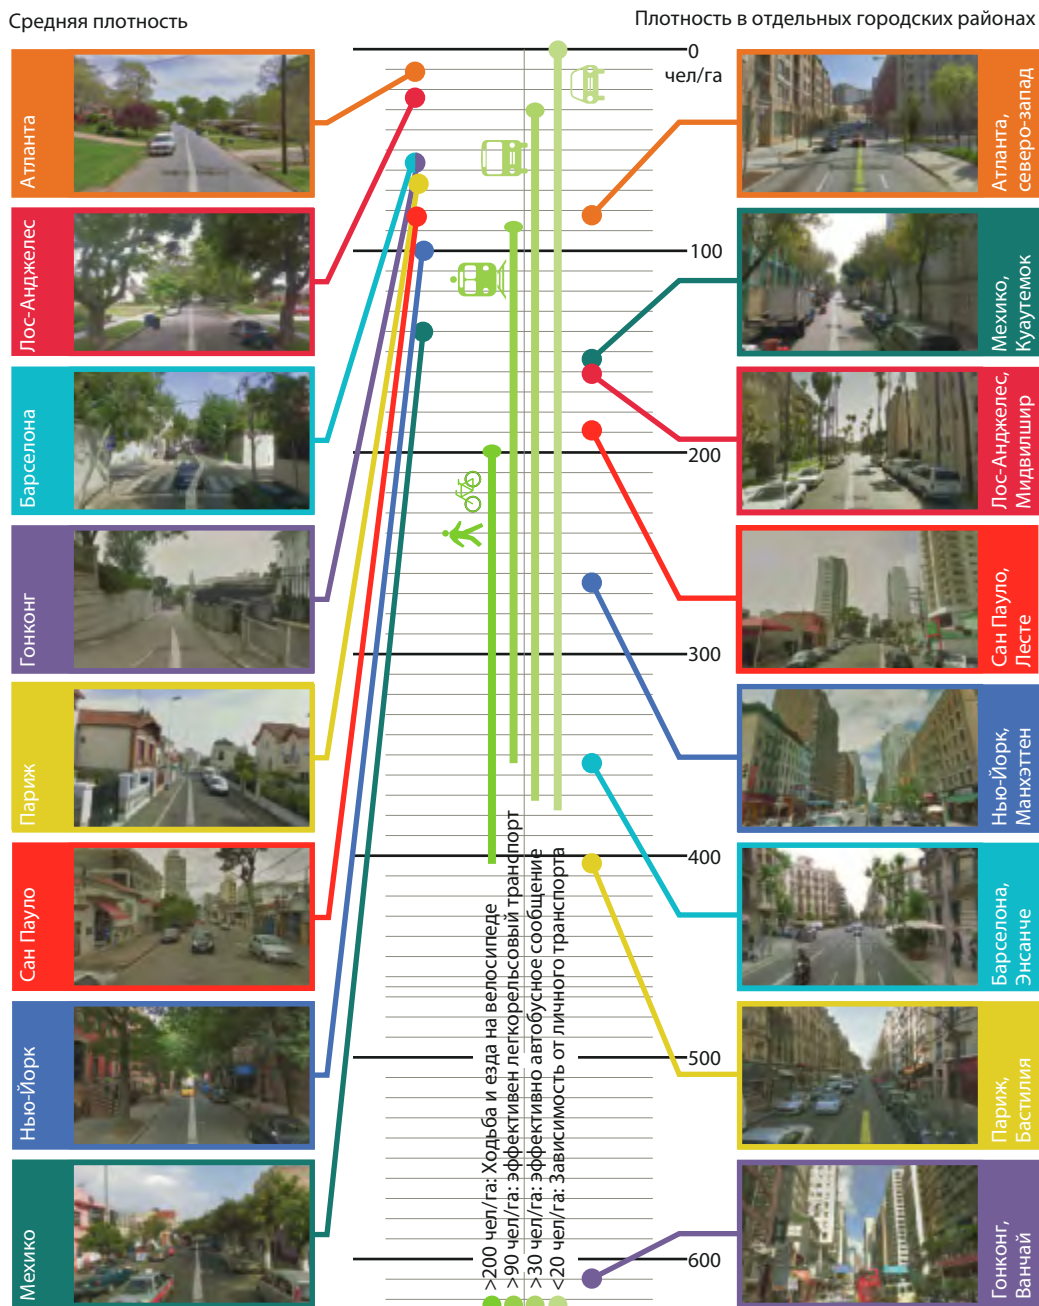 Средняя плотность
Плотность в отдельных городских районах
Атланта
Лос-Анджелес
Барселона
Гонконг
Париж
Сан Пауло
Нью-Йорк
Мехико
0
чел/га
100
200
300
400
500
600
>200 чел/га: Ходьба и езда на велосипеде
>90 чел/га: эффективен легкорельсовый транспорт
>30 чел/га: эффективно автобусное сообщение
<20 чел/га: Зависимость от личного транспорта
Атланта,
северо-запад
Мехико,
Куаутемок
Лос-Анджелес,
Мидвилшир
Сан Пауло,
Лесте
Нью-Йорк,
Манхэттен
Барселона,
Энсанче
Париж,
Бастилия
Гонконг,
Ванчай